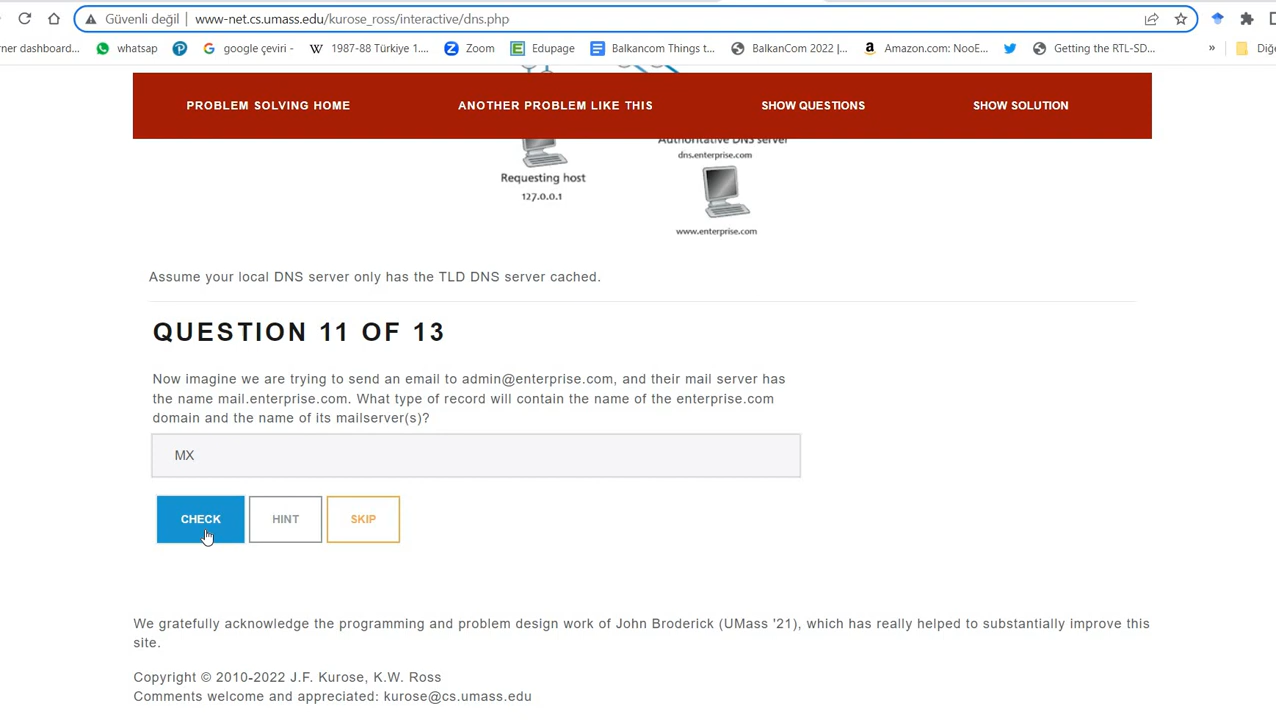 Güvenli değil www-net.cs.umass.edu/kurose_ross/interactive/dns.php
rner dashboard... whatsap google çeviri - 1987-88 Türkiye 1.... Zoom Edupage Balkancom Things t... BalkanCom 2022 |... Amazon.com: NooE... Getting the RTL-SD... » Diğe
PROBLEM SOLVING HOME ANOTHER PROBLEM LIKE THIS SHOW QUESTIONS SHOW SOLUTION
Authoritative DNS server
dns.enterprise.com
Requesting host
127.0.0.1
www.enterprise.com
Assume your local DNS server only has the TLD DNS server cached.
QUESTION 11 OF 13
Now imagine we are trying to send an email to admin@enterprise.com, and their mail server has
the name mail.enterprise.com. What type of record will contain the name of the enterprise.com
domain and the name of its mailserver(s)?
MX
CHECK HINT SKIP
We gratefully acknowledge the programming and problem design work of John Broderick (UMass '21), which has really helped to substantially improve this
site.
Copyright © 2010-2022 J.F. Kurose, K.W. Ross
Comments welcome and appreciated: kurose@cs.umass.edu